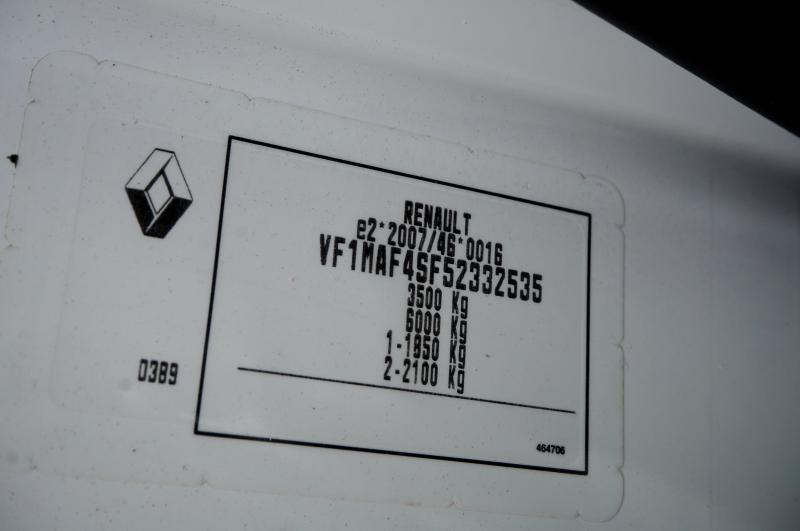 RENAULT
e2*2007/46*0016
VF1MAF4SF52332535
3500 Kg
6000 Kg
1-1850 Kg
2-2100 Kg
0389
464706